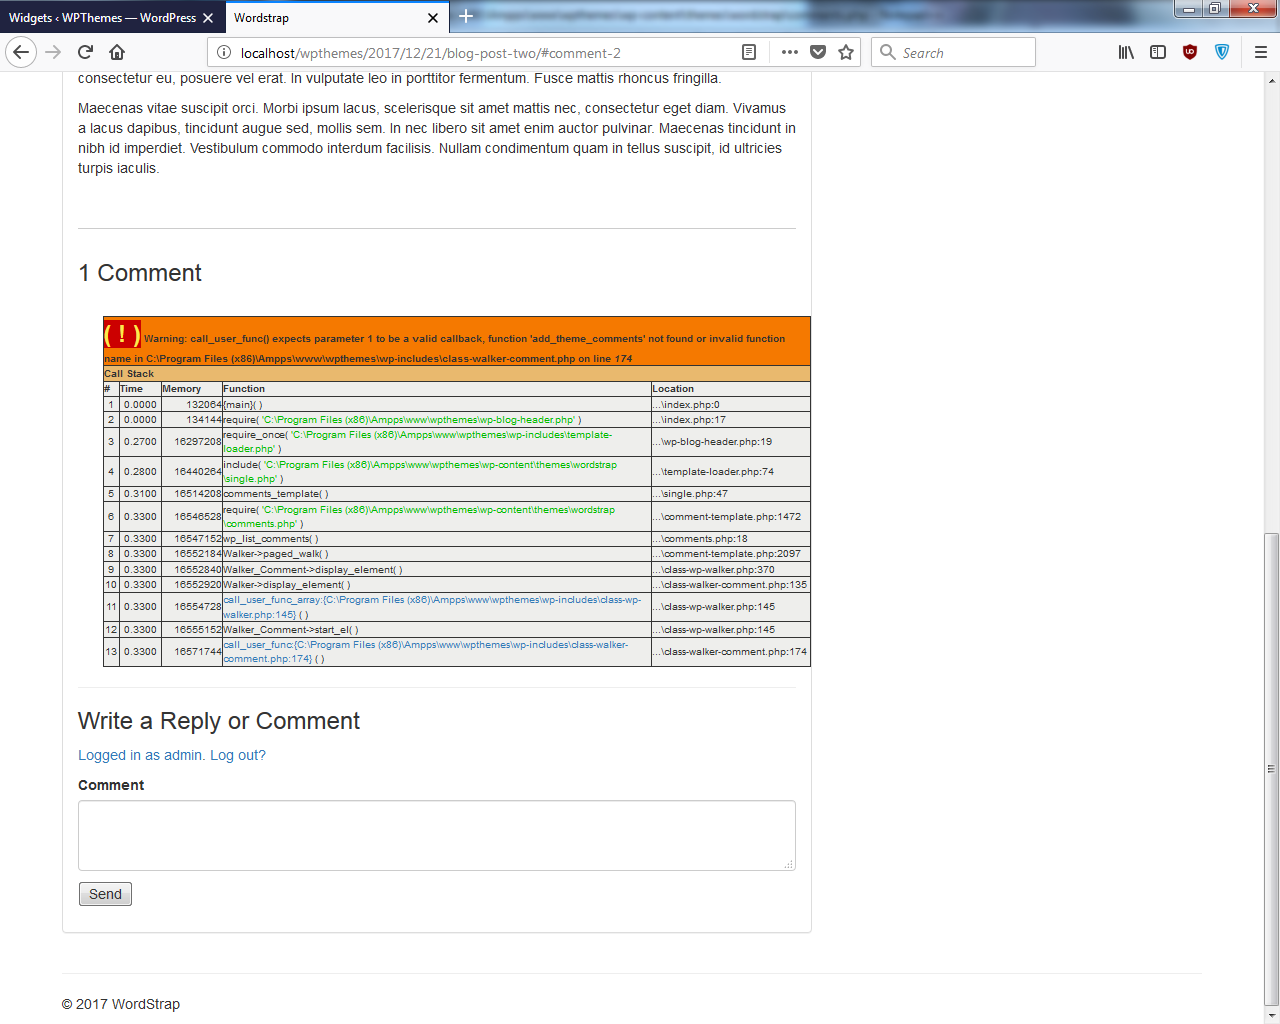 Widgets ‹ WPThemes — WordPress
Wordstrap
localhost/wpthemes/2017/12/21/blog-post-two/#comment-2
Search
consectetur eu, posuere vel erat. In vulputate leo in porttitor fermentum. Fusce mattis rhoncus fringilla.
Maecenas vitae suscipit orci. Morbi ipsum lacus, scelerisque sit amet mattis nec, consectetur eget diam. Vivamus
a lacus dapibus, tincidunt augue sed, mollis sem. In nec libero sit amet enim auctor pulvinar. Maecenas tincidunt in
nibh id imperdiet. Vestibulum commodo interdum facilisis. Nullam condimentum quam in tellus suscipit, id ultricies
turpis iaculis.
1 Comment
( ! ) Warning: call_user_func() expects parameter 1 to be a valid callback, function 'add_theme_comments' not found or invalid function
name in C:\Program Files (x86)\Ampps\www\wpthemes\wp-includes\class-walker-comment.php on line 174
Call Stack
# Time Memory Function Location
1 0.0000 132064 {main}( ) ...\index.php:0
2 0.0000 134144 require( 'C:\Program Files (x86)\Ampps\www\wpthemes\wp-blog-header.php' ) ...\index.php:17
3 0.2700 16297208 require_once( 'C:\Program Files (x86)\Ampps\www\wpthemes\wp-includes\template-
loader.php' ) ...\wp-blog-header.php:19
4 0.2800 16440264 include( 'C:\Program Files (x86)\Ampps\www\wpthemes\wp-content\themes\wordstrap
\single.php' ) ...\template-loader.php:74
5 0.3100 16514208 comments_template( ) ...\single.php:47
6 0.3300 16546528 require( 'C:\Program Files (x86)\Ampps\www\wpthemes\wp-content\themes\wordstrap
\comments.php' ) ...\comment-template.php:1472
7 0.3300 16547152 wp_list_comments( ) ...\comments.php:18
8 0.3300 16552184 Walker->paged_walk( ) ...\comment-template.php:2097
9 0.3300 16552840 Walker_Comment->display_element( ) ...\class-wp-walker.php:370
10 0.3300 16552920 Walker->display_element( ) ...\class-walker-comment.php:135
11 0.3300 16554728 call_user_func_array:{C:\Program Files (x86)\Ampps\www\wpthemes\wp-includes\class-wp-
walker.php:145} ( ) ...\class-wp-walker.php:145
12 0.3300 16555152 Walker_Comment->start_el( ) ...\class-wp-walker.php:145
13 0.3300 16571744 call_user_func:{C:\Program Files (x86)\Ampps\www\wpthemes\wp-includes\class-walker-
comment.php:174} ( ) ...\class-walker-comment.php:174
Write a Reply or Comment
Logged in as admin. Log out?
Comment
Send
© 2017 WordStrap